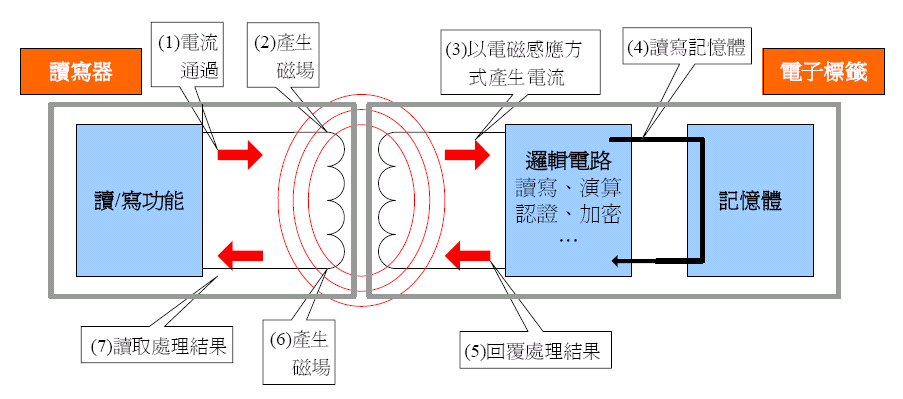 (1)電流
通過
(2)產生
磁場
(3)以電磁感應方
式產生電流
(4)讀寫記憶體
讀寫器
電子標籤
讀/寫功能
邏輯電路
讀寫、演算
認證、加密
…
記憶體
(7)讀取處理結果
(6)產生
磁場
(5)回覆處理結果